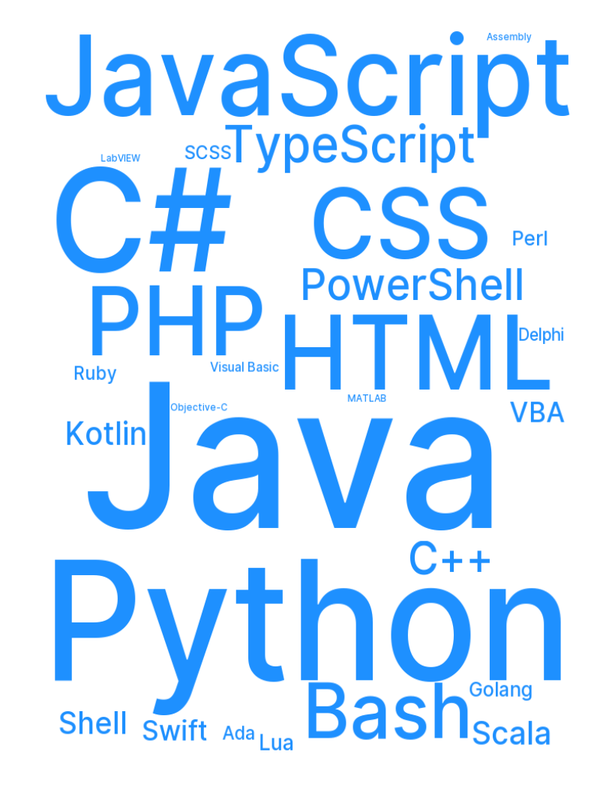 Assembly
JavaScript
TypeScript
SCSS
LabVIEW
C#
CSS
Perl
PowerShell
PHP
HTML
Delphi
Visual Basic
Ruby
MATLAB
Objective-C
VBA
Kotlin
Java
C++
Python
Golang
Bash
Shell
Swift
Ada
Lua
Scala